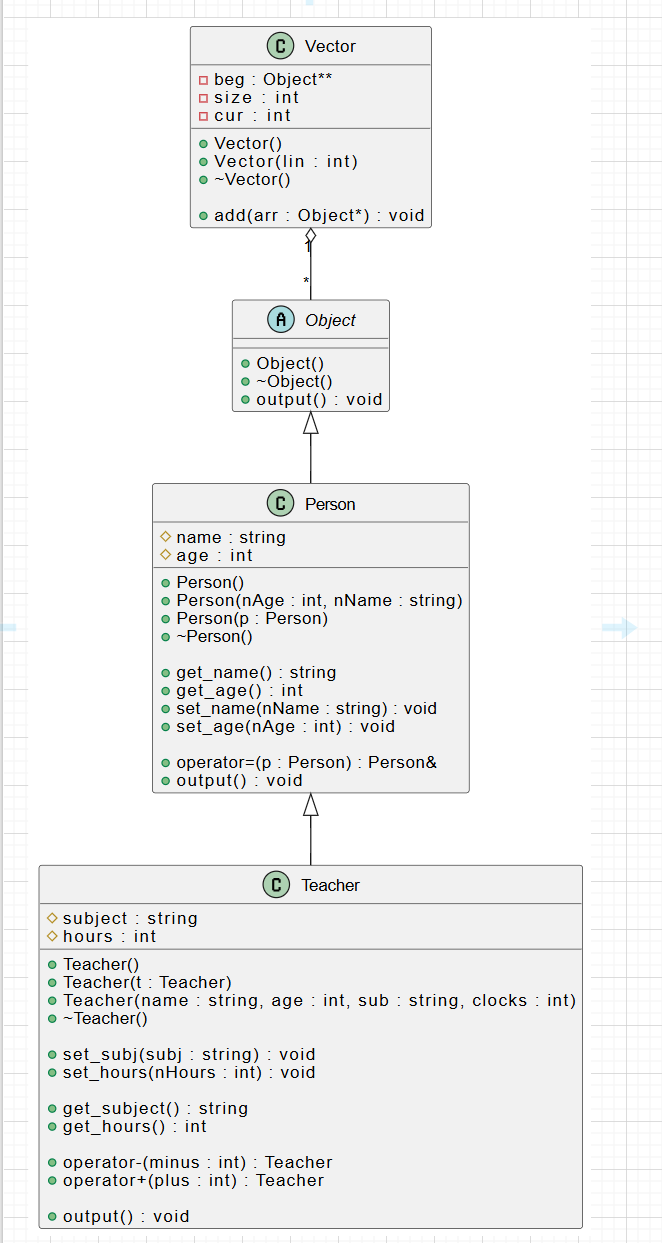 C Vector
beg : Object**
size : int
cur : int
Vector()
Vector(lin : int)
~Vector()
add(arr : Object*) : void
1
*
A Object
Object()
~Object()
output() : void
C Person
name : string
age : int
Person()
Person(nAge : int, nName : string)
Person(p : Person)
~Person()
get_name() : string
get_age() : int
set_name(nName : string) : void
set_age(nAge : int) : void
operator=(p : Person) : Person&
output() : void
C Teacher
subject : string
hours : int
Teacher()
Teacher(t : Teacher)
Teacher(name : string, age : int, sub : string, clocks : int)
~Teacher()
set_subj(subj : string) : void
set_hours(nHours : int) : void
get_subject() : string
get_hours() : int
operator-(minus : int) : Teacher
operator+(plus : int) : Teacher
output() : void